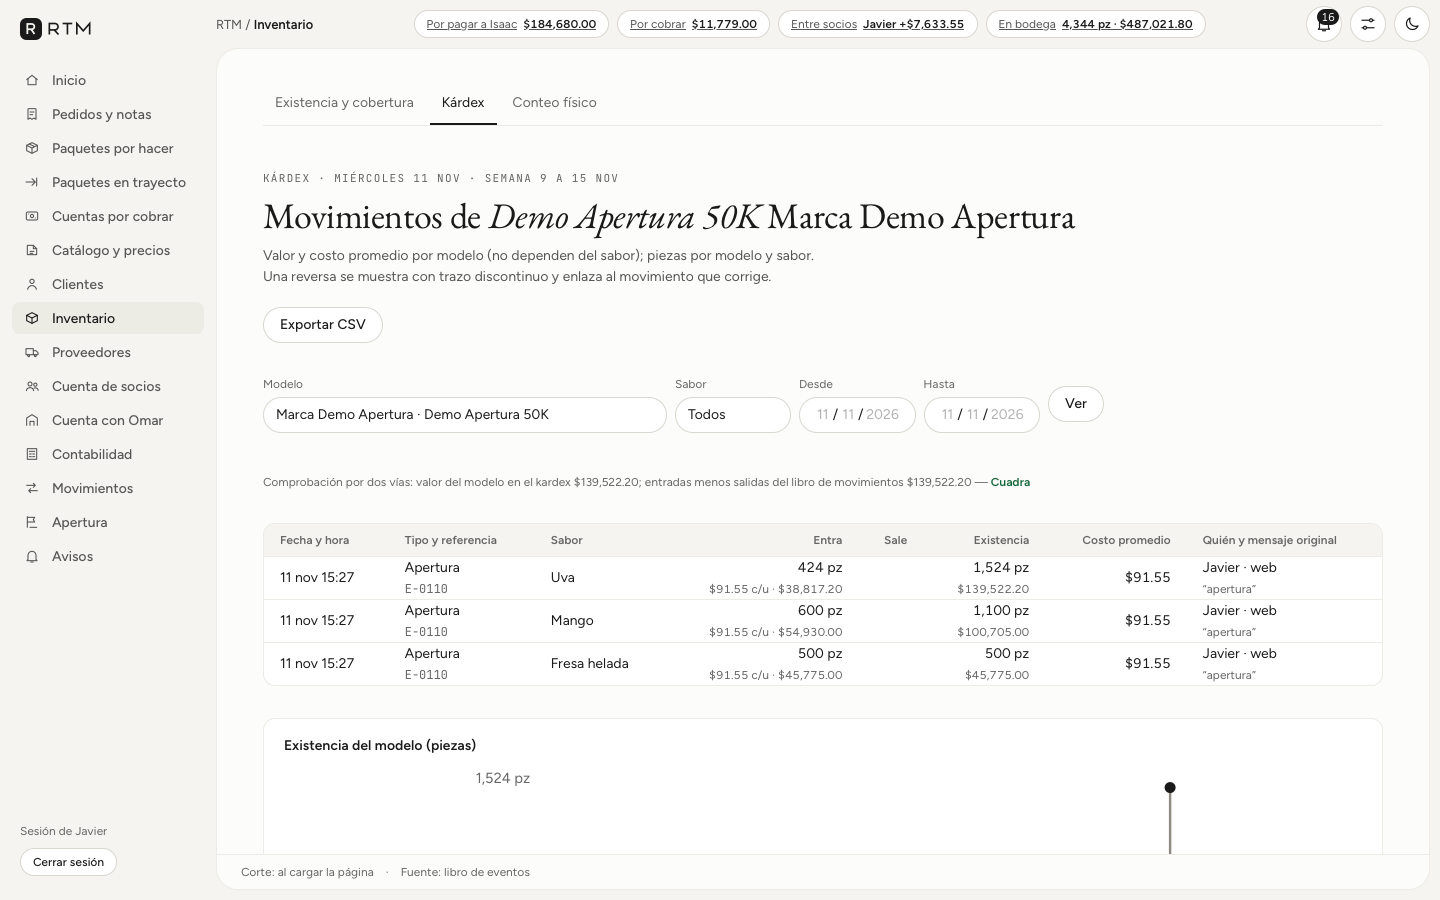 R RTM
RTM / Inventario
Por pagar a Isaac $184,680.00
Por cobrar $11,779.00
Entre socios Javier +$7,633.55
En bodega 4,344 pz · $487,021.80
16
Inicio
Pedidos y notas
Paquetes por hacer
Paquetes en trayecto
Cuentas por cobrar
Catálogo y precios
Clientes
Inventario
Proveedores
Cuenta de socios
Cuenta con Omar
Contabilidad
Movimientos
Apertura
Avisos
Sesión de Javier
Cerrar sesión
Existencia y cobertura Kárdex Conteo físico
KÁRDEX · MIÉRCOLES 11 NOV · SEMANA 9 A 15 NOV
Movimientos de Demo Apertura 50K Marca Demo Apertura
Valor y costo promedio por modelo (no dependen del sabor); piezas por modelo y sabor.
Una reversa se muestra con trazo discontinuo y enlaza al movimiento que corrige.
Exportar CSV
Modelo Sabor Desde Hasta
Marca Demo Apertura · Demo Apertura 50K Todos 11 / 11 / 2026 11 / 11 / 2026 Ver
Comprobación por dos vías: valor del modelo en el kardex $139,522.20; entradas menos salidas del libro de movimientos $139,522.20 — Cuadra
Fecha y hora Tipo y referencia Sabor Entra Sale Existencia Costo promedio Quién y mensaje original
11 nov 15:27 Apertura Uva 424 pz 1,524 pz $91.55 Javier · web
E-0110 $91.55 c/u · $38,817.20 $139,522.20 “apertura”
11 nov 15:27 Apertura Mango 600 pz 1,100 pz $91.55 Javier · web
E-0110 $91.55 c/u · $54,930.00 $100,705.00 “apertura”
11 nov 15:27 Apertura Fresa helada 500 pz 500 pz $91.55 Javier · web
E-0110 $91.55 c/u · $45,775.00 $45,775.00 “apertura”
Existencia del modelo (piezas)
1,524 pz
Corte: al cargar la página · Fuente: libro de eventos